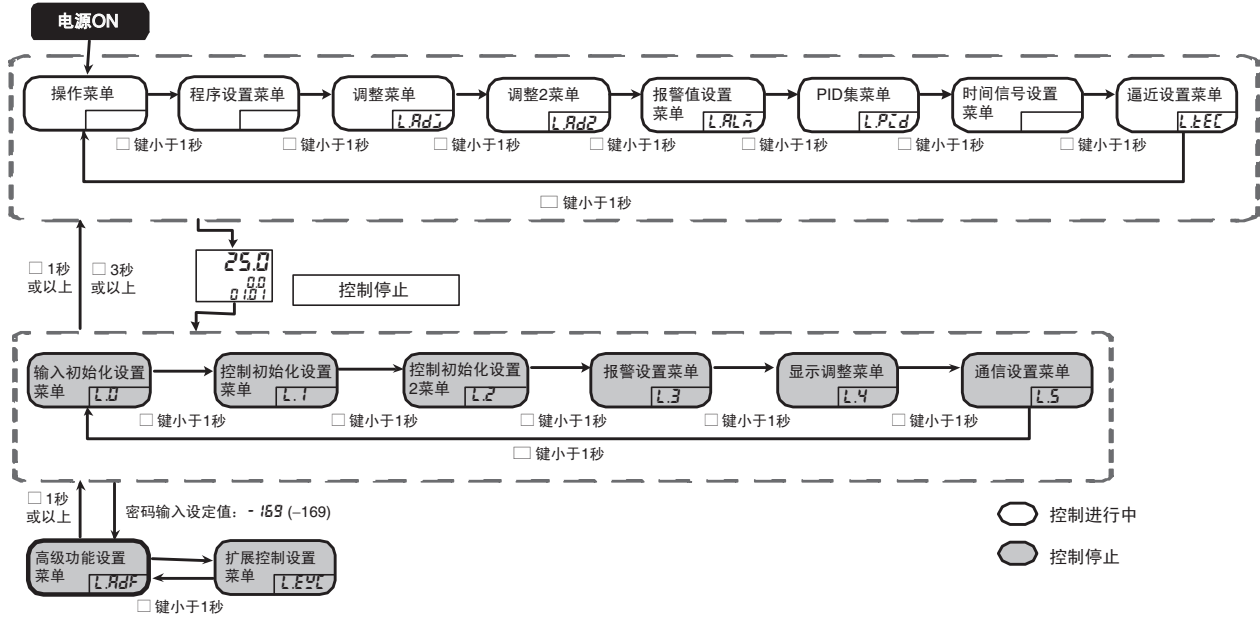 电源ON
操作菜单
程序设置菜单
调整菜单
L.AdJ
调整2菜单
L.Ad2
报警值设置
菜单
L.ALM
PID集菜单
L.PId
时间信号设置
菜单
逼近设置菜单
L.tEC
□ 键小于1秒
□ 键小于1秒
□ 键小于1秒
□ 键小于1秒
□ 键小于1秒
□ 键小于1秒
□ 键小于1秒
□ 键小于1秒
□ 1秒
或以上
□ 3秒
或以上
25.0
0.0
01.01
控制停止
输入初始化设置
菜单
L.0
控制初始化设置
菜单
L.1
控制初始化设置
2菜单
L.2
报警设置菜单
L.3
显示调整菜单
L.4
通信设置菜单
L.5
□ 键小于1秒
□ 键小于1秒
□ 键小于1秒
□ 键小于1秒
□ 键小于1秒
□ 键小于1秒
□ 1秒
或以上
密码输入设定值：-169 (–169)
高级功能设置
菜单
L.AdF
扩展控制设置
菜单
L.EXC
□ 键小于1秒
控制进行中
控制停止